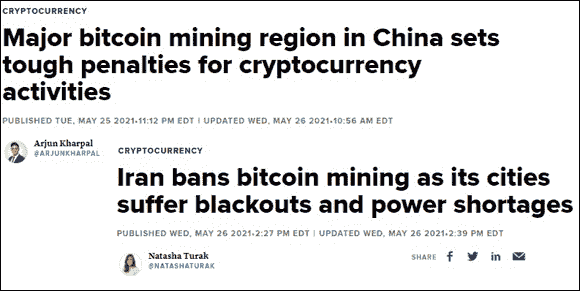 CRYPTOCURRENCY
Major bitcoin mining region in China sets
tough penalties for cryptocurrency
activities
PUBLISHED TUE, MAY 25 2021•11:12 PM EDT | UPDATED WED, MAY 26 2021•10:56 AM EDT
Arjun Kharpal
@ARJUNKHARPAL
CRYPTOCURRENCY
Iran bans bitcoin mining as its cities
suffer blackouts and power shortages
PUBLISHED WED, MAY 26 2021•2:27 PM EDT | UPDATED WED, MAY 26 2021•2:39 PM EDT
Natasha Turak
@NATASHATURAK
SHARE